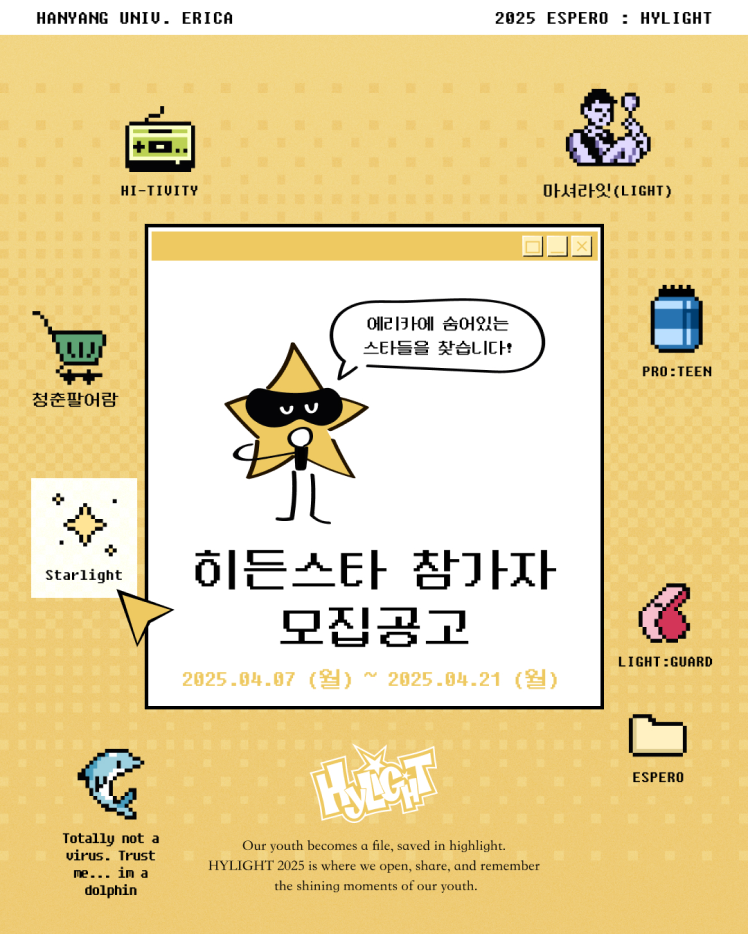 HANYANG UNIV. ERICA
2025 ESPERO : HYLIGHT
HI-TIVITY
마셔라잇(LIGHT)
에리카에 숨어있는
스타들을 찾습니다!
청춘팔어람
PRO:TEEN
Starlight
히든스타 참가자
모집공고
2025.04.07 (월) ~ 2025.04.21 (월)
LIGHT:GUARD
ESPERO
Totally not a
virus. Trust
me... im a
dolphin
HYLIGHT
Our youth becomes a file, saved in highlight.
HYLIGHT 2025 is where we open, share, and remember
the shining moments of our youth.